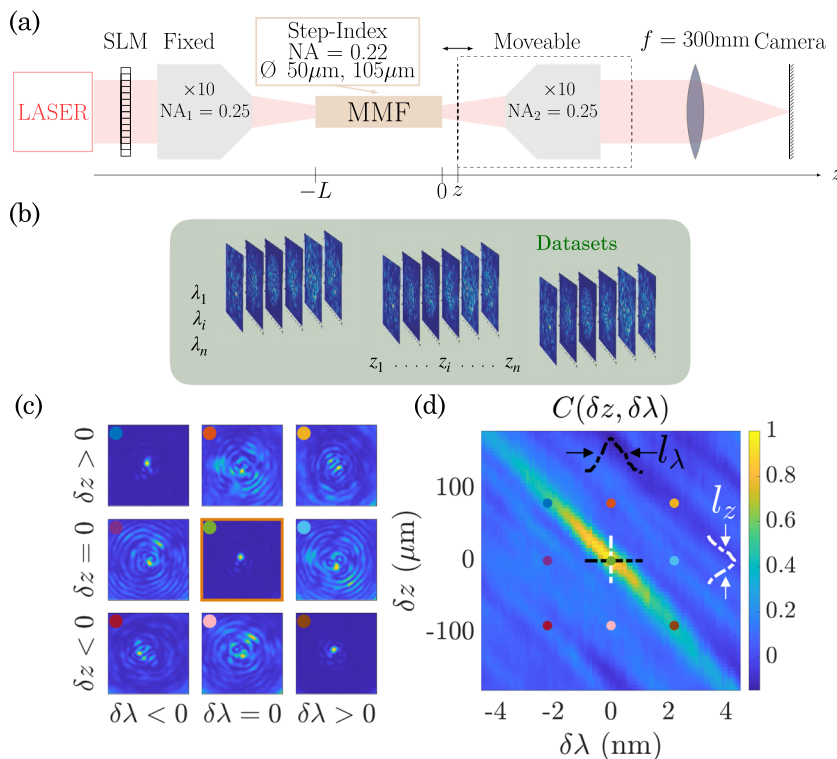 (a)
SLM Fixed
Step-Index
NA = 0.22
Ø 50µm, 105µm
Moveable
f = 300mm Camera
LASER
×10
NA₁ = 0.25
MMF
×10
NA₂ = 0.25
−L
0 z
z
(b)
Datasets
λ₁
λᵢ
λₙ
z₁ . . . . zᵢ . . . . zₙ
(c)
δz > 0
δz = 0
δz < 0
δλ < 0 δλ = 0 δλ > 0
(d)
C(δz, δλ)
l_λ
l_z
100
0
-100
δz (µm)
-4 -2 0 2 4
δλ (nm)
1
0.8
0.6
0.4
0.2
0